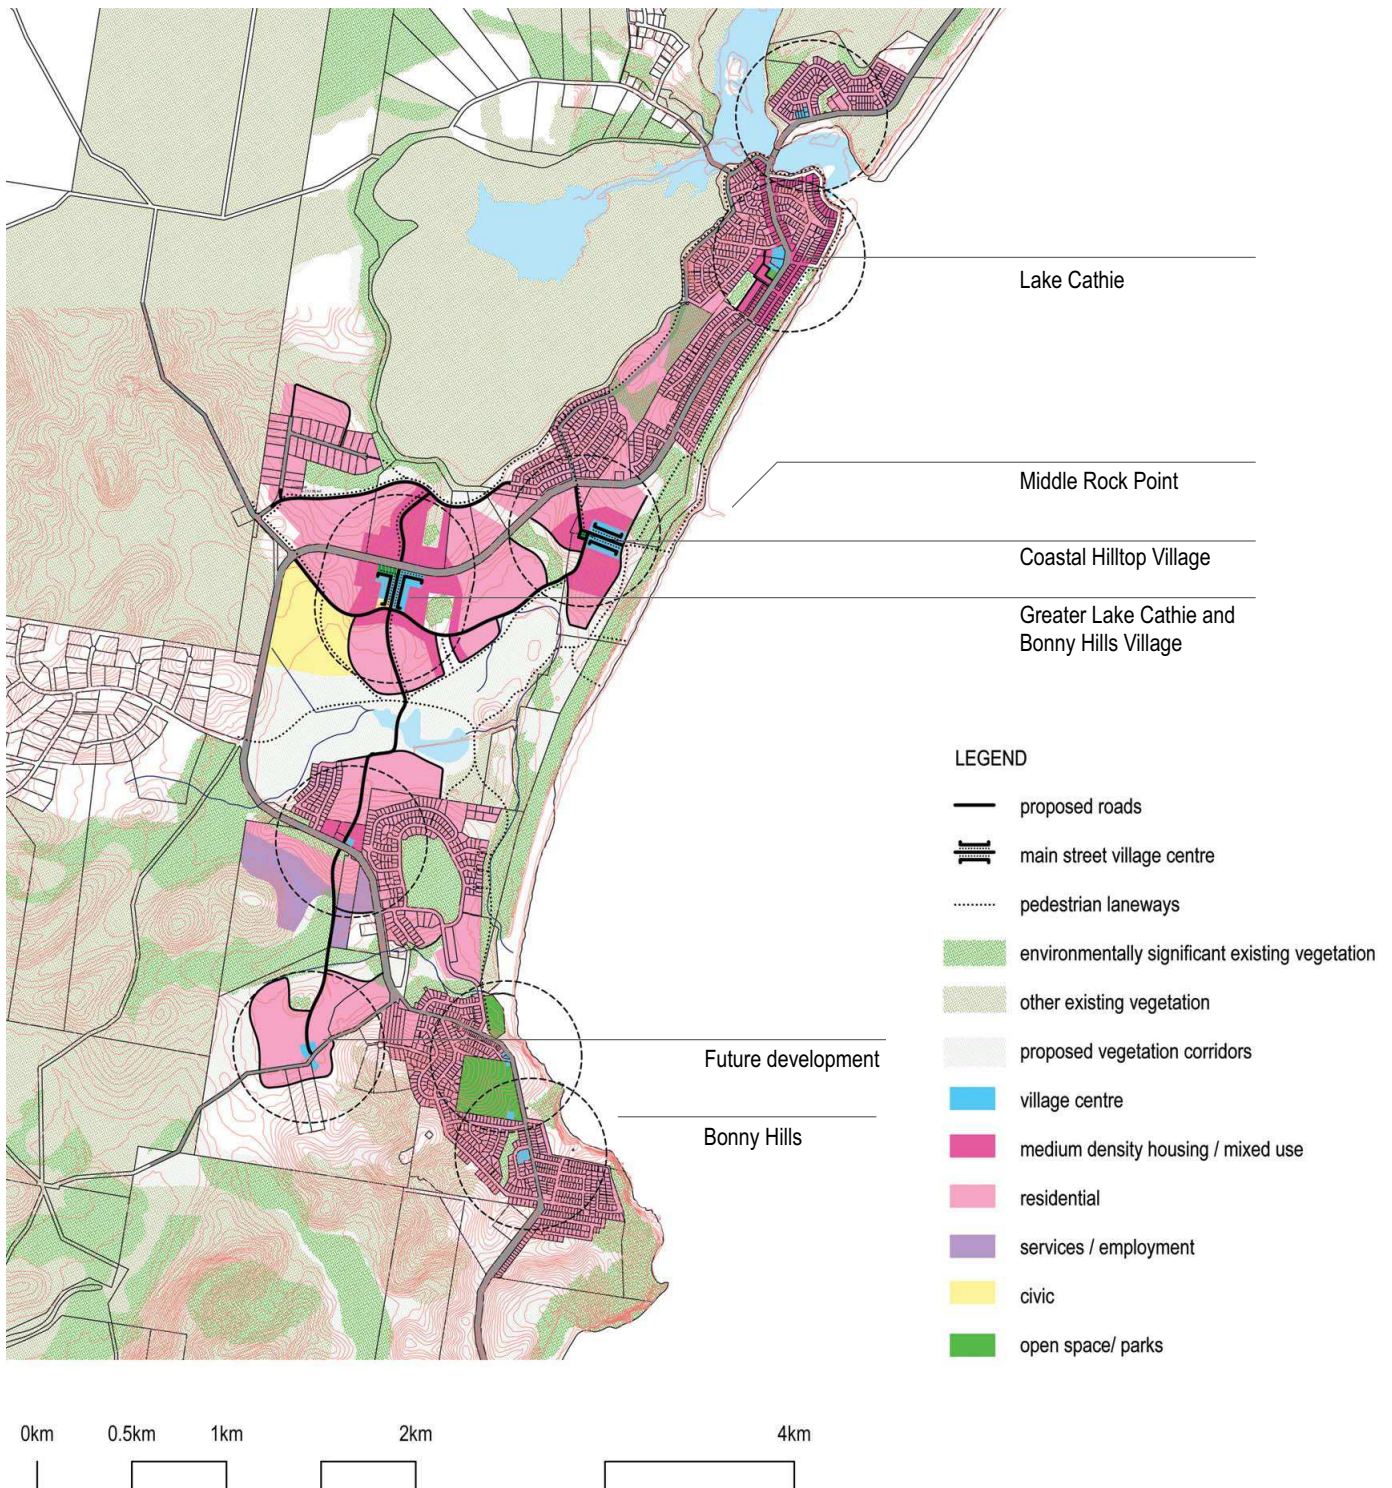 Lake Cathie
Middle Rock Point
Coastal Hilltop Village
Greater Lake Cathie and
Bonny Hills Village
LEGEND
proposed roads
main street village centre
pedestrian laneways
environmentally significant existing vegetation
other existing vegetation
proposed vegetation corridors
village centre
medium density housing / mixed use
residential
services / employment
civic
open space/ parks
Future development
Bonny Hills
0km 0.5km 1km 2km 4km